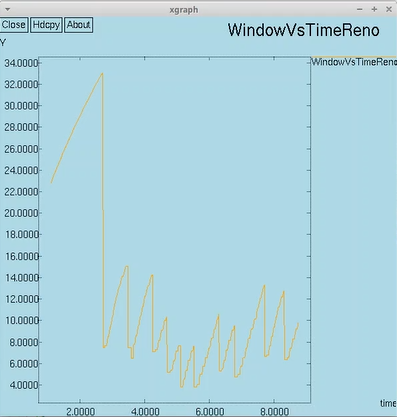 xgraph
Close Hdcpy About
WindowVsTimeReno
Y
34.0000
WindowVsTimeReno
32.0000
30.0000
28.0000
26.0000
24.0000
22.0000
20.0000
18.0000
16.0000
14.0000
12.0000
10.0000
8.0000
6.0000
4.0000
time
2.0000 4.0000 6.0000 8.0000